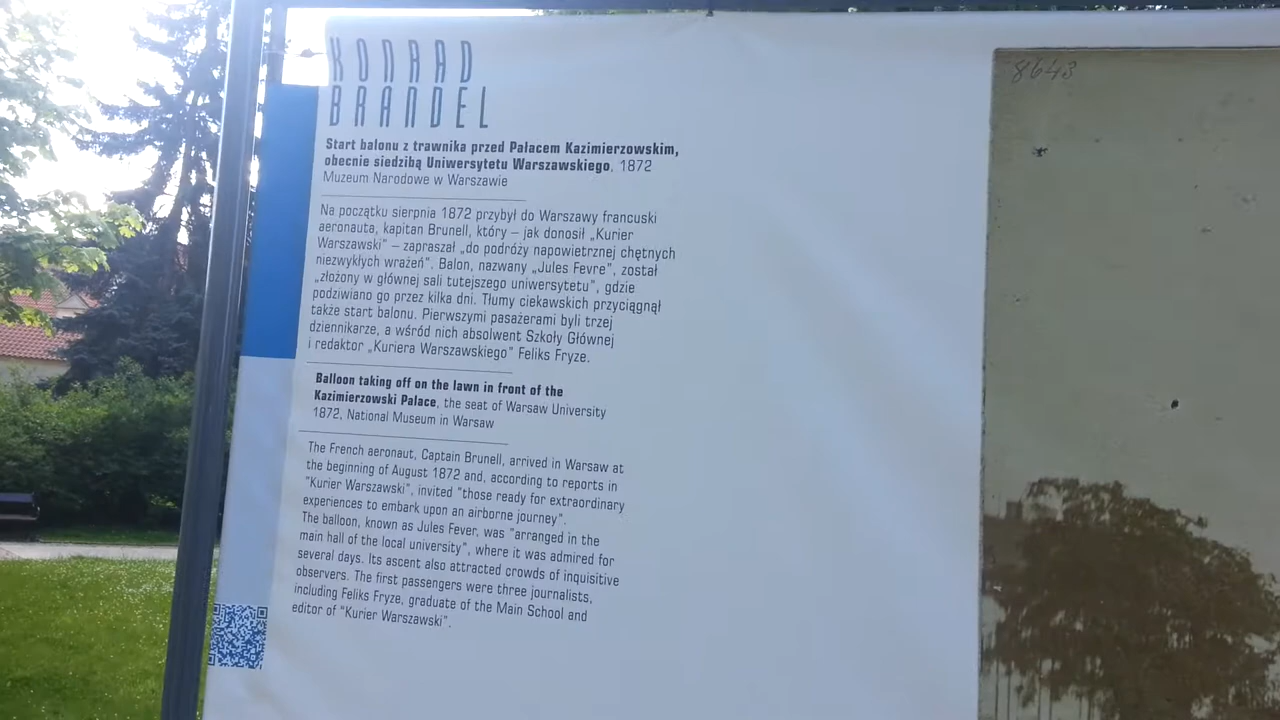 KONRAD
BRANDEL
Start balonu z trawnika przed Pałacem Kazimierzowskim,
obecnie siedzibą Uniwersytetu Warszawskiego, 1872
Muzeum Narodowe w Warszawie
Na początku sierpnia 1872 przybył do Warszawy francuski
aeronauta, kapitan Brunell, który – jak donosił „Kurier
Warszawski” – zapraszał „do podróży napowietrznej chętnych
niezwykłych wrażeń”. Balon, nazwany „Jules Fevre”, został
„złożony w głównej sali tutejszego uniwersytetu”, gdzie
podziwiano go przez kilka dni. Tłumy ciekawskich przyciągnął
także start balonu. Pierwszymi pasażerami byli trzej
dziennikarze, a wśród nich absolwent Szkoły Głównej
i redaktor „Kuriera Warszawskiego” Feliks Fryze.
Balloon taking off on the lawn in front of the
Kazimierzowski Palace, the seat of Warsaw University
1872, National Museum in Warsaw
The French aeronaut, Captain Brunell, arrived in Warsaw at
the beginning of August 1872 and, according to reports in
"Kurier Warszawski", invited "those ready for extraordinary
experiences to embark upon an airborne journey".
The balloon, known as Jules Fever, was "arranged in the
main hall of the local university", where it was admired for
several days. Its ascent also attracted crowds of inquisitive
observers. The first passengers were three journalists,
including Feliks Fryze, graduate of the Main School and
editor of "Kurier Warszawski".
8643